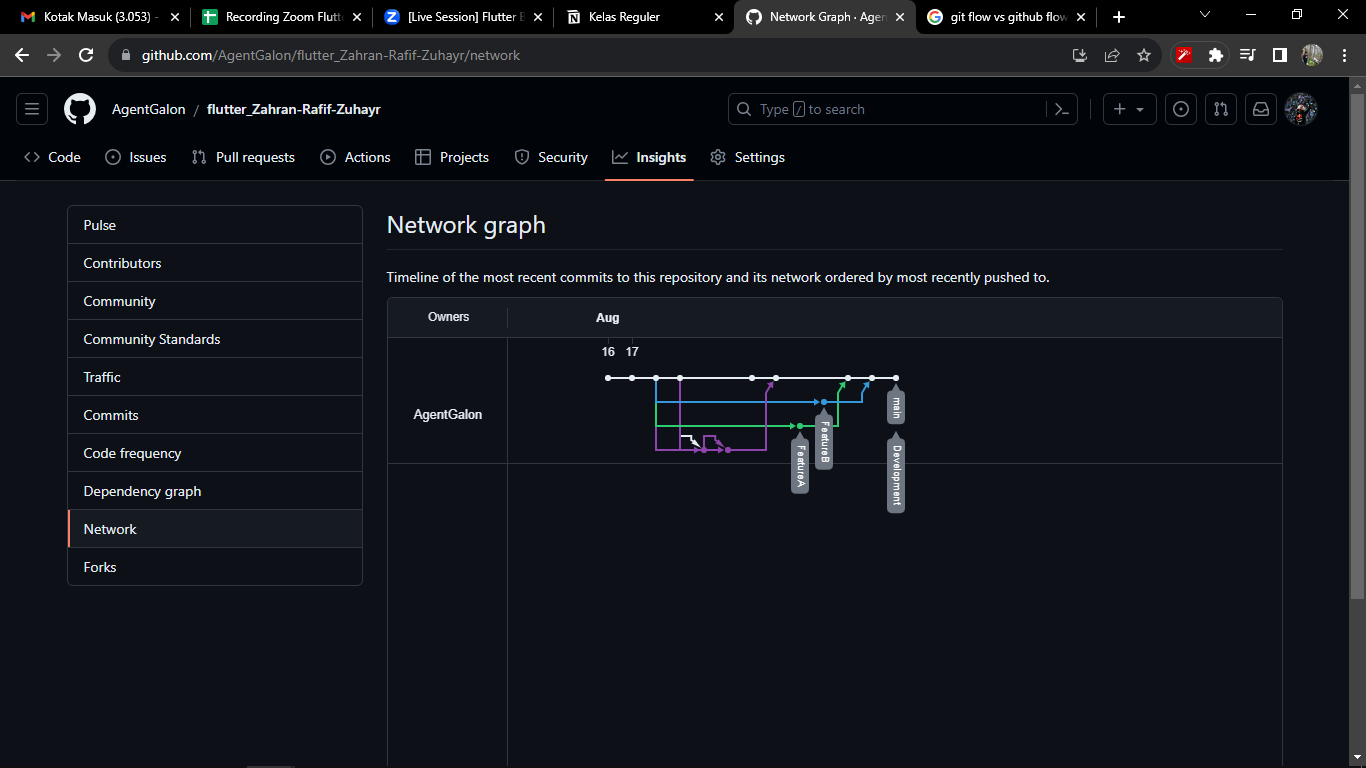 Kotak Masuk (3.053) -
Recording Zoom Flutte
[Live Session] Flutter B
Kelas Reguler
Network Graph · Agen
git flow vs github flow
github.com/AgentGalon/flutter_Zahran-Rafif-Zuhayr/network
AgentGalon / flutter_Zahran-Rafif-Zuhayr
Type / to search
Code
Issues
Pull requests
Actions
Projects
Security
Insights
Settings
Pulse
Contributors
Community
Community Standards
Traffic
Commits
Code frequency
Dependency graph
Network
Forks
Network graph
Timeline of the most recent commits to this repository and its network ordered by most recently pushed to.
Owners
Aug
16 17
AgentGalon
main
FeatureB
FeatureA
Development